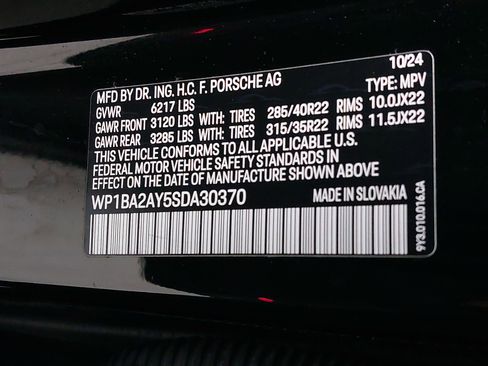 MFD BY DR. ING. H.C. F. PORSCHE AG 10/24
GVWR 6217 LBS TYPE: MPV
GAWR FRONT 3120 LBS WITH: TIRES 285/40R22 RIMS 10.0JX22
GAWR REAR 3285 LBS WITH: TIRES 315/35R22 RIMS 11.5JX22
THIS VEHICLE CONFORMS TO ALL APPLICABLE U.S.
FEDERAL MOTOR VEHICLE SAFETY STANDARDS IN
EFFECT ON THE DATE OF MANUFACTURE SHOWN ABOVE
WP1BA2AY5SDA30370 MADE IN SLOVAKIA
9Y3.010.016.CA